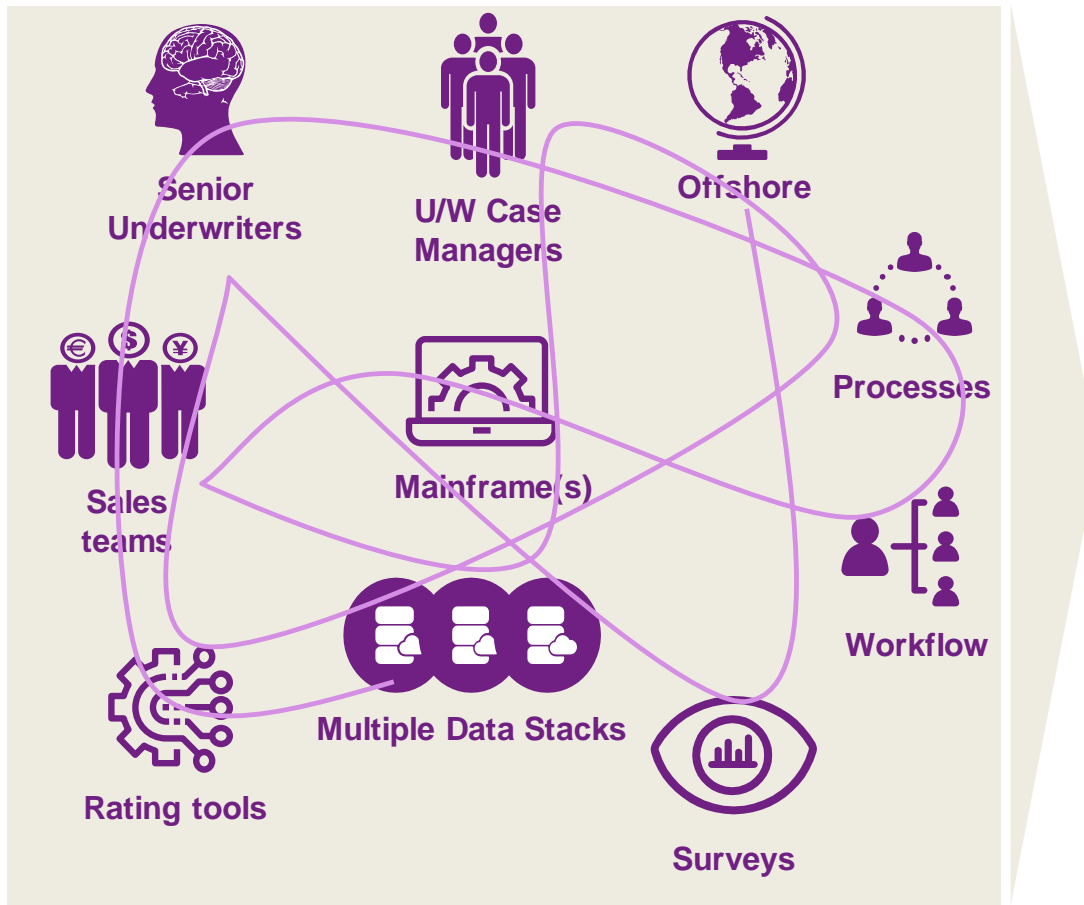 Senior
Underwriters
U/W Case
Managers
Offshore
€
$
¥
Processes
Sales
teams
Mainframe(s)
Workflow
Multiple Data Stacks
Rating tools
Surveys